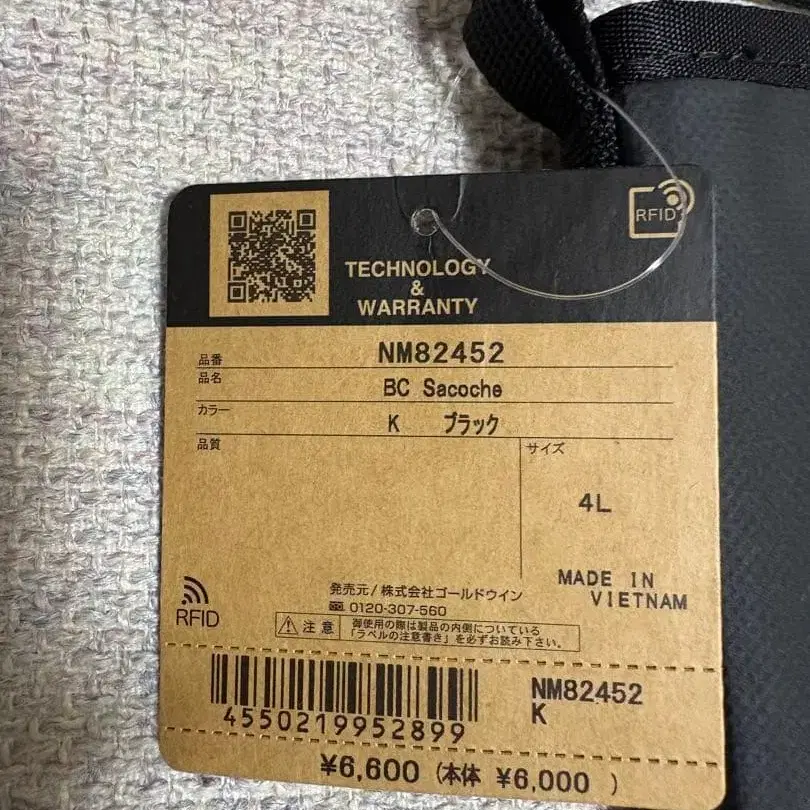 RFID
TECHNOLOGY
&
WARRANTY
品番 NM82452
品名 BC Sacoche
カラー K ブラック
品質
サイズ
4L
MADE IN
VIETNAM
RFID
発売元/株式会社ゴールドウイン
0120-307-560
注意 御使用の際は製品の内側についている
「ラベルの注意書き」を必ずお読み下さい。
4550219952899
NM82452
K
¥6,600 (本体 ¥6,000 )